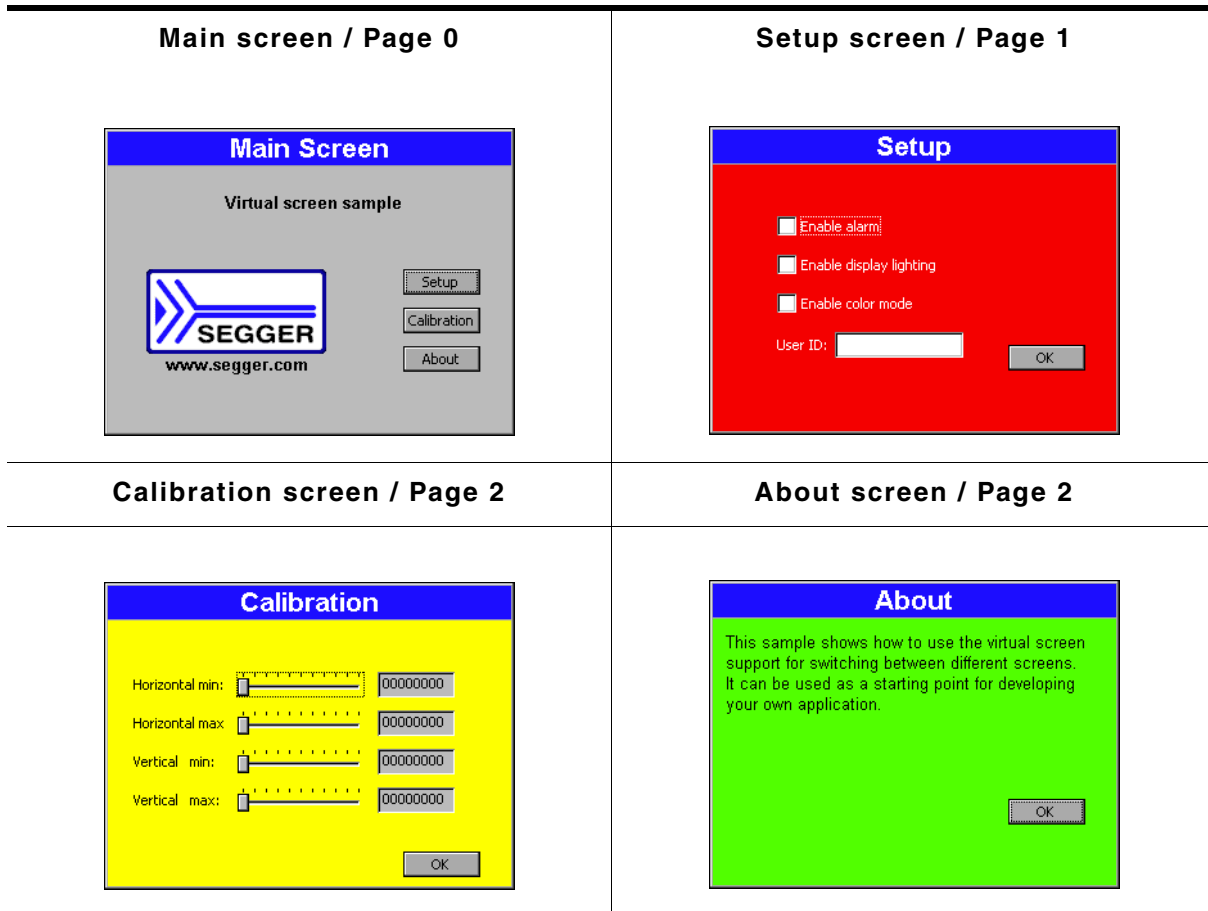 Main screen / Page 0
Setup screen / Page 1
Main Screen
Virtual screen sample
SEGGER
www.segger.com
Setup
Calibration
About
Setup
Enable alarm
Enable display lighting
Enable color mode
User ID:
OK
Calibration screen / Page 2
About screen / Page 2
Calibration
Horizontal min: 00000000
Horizontal max 00000000
Vertical min: 00000000
Vertical max: 00000000
OK
About
This sample shows how to use the virtual screen
support for switching between different screens.
It can be used as a starting point for developing
your own application.
OK